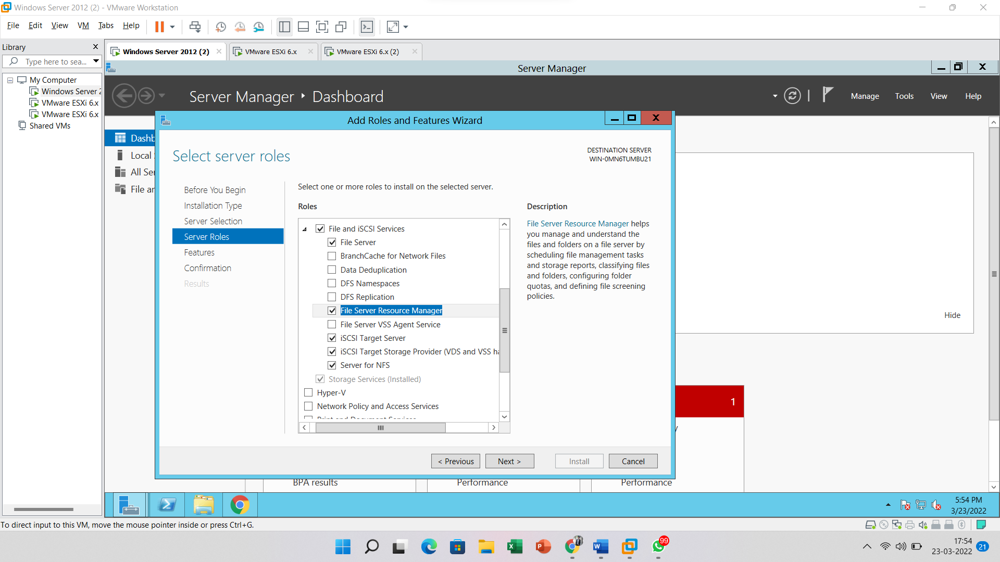 Windows Server 2012 (2) - VMware Workstation
File Edit View VM Tabs Help
Library
Type here to sea...
My Computer
Windows Server 2
VMware ESXi 6.x
VMware ESXi 6.x
Shared VMs
Windows Server 2012 (2)
VMware ESXi 6.x
VMware ESXi 6.x (2)
Server Manager
Server Manager Dashboard
Manage Tools View Help
Dashb
Local
All Ser
File an
Add Roles and Features Wizard
Select server roles
DESTINATION SERVER
WIN-0MN6TUMBU21
Before You Begin
Installation Type
Server Selection
Server Roles
Features
Confirmation
Results
Select one or more roles to install on the selected server.
Roles
File and iSCSI Services
File Server
BranchCache for Network Files
Data Deduplication
DFS Namespaces
DFS Replication
File Server Resource Manager
File Server VSS Agent Service
iSCSI Target Server
iSCSI Target Storage Provider (VDS and VSS ha
Server for NFS
Storage Services (Installed)
Hyper-V
Network Policy and Access Services
Print and Document Services
Description
File Server Resource Manager helps
you manage and understand the
files and folders on a file server by
scheduling file management tasks
and storage reports, classifying files
and folders, configuring folder
quotas, and defining file screening
policies.
Hide
1
< Previous
Next >
Install
Cancel
BPA results
Performance
Performance
5:54 PM
3/23/2022
To direct input to this VM, move the mouse pointer inside or press Ctrl+G.
99
17:54
23-03-2022
21